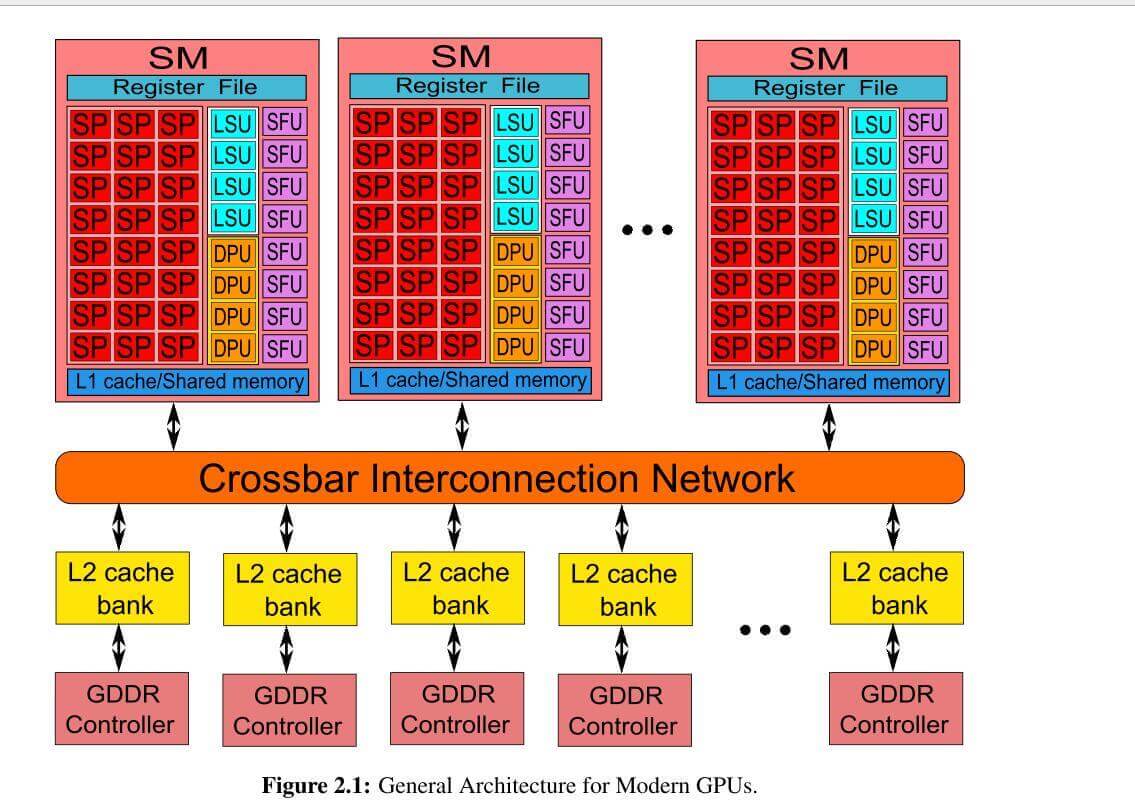 SM SM SM
Register File Register File Register File
SP SP SP LSU SFU SP SP SP LSU SFU SP SP SP LSU SFU
SP SP SP LSU SFU SP SP SP LSU SFU SP SP SP LSU SFU
SP SP SP LSU SFU SP SP SP LSU SFU SP SP SP LSU SFU
SP SP SP LSU SFU SP SP SP LSU SFU SP SP SP LSU SFU
SP SP SP DPU SFU SP SP SP DPU SFU SP SP SP DPU SFU
SP SP SP DPU SFU SP SP SP DPU SFU SP SP SP DPU SFU
SP SP SP DPU SFU SP SP SP DPU SFU SP SP SP DPU SFU
SP SP SP DPU SFU SP SP SP DPU SFU SP SP SP DPU SFU
L1 cache/Shared memory L1 cache/Shared memory L1 cache/Shared memory
Crossbar Interconnection Network
L2 cache L2 cache L2 cache L2 cache L2 cache
bank bank bank bank bank
GDDR GDDR GDDR GDDR GDDR
Controller Controller Controller Controller Controller
Figure 2.1: General Architecture for Modern GPUs.